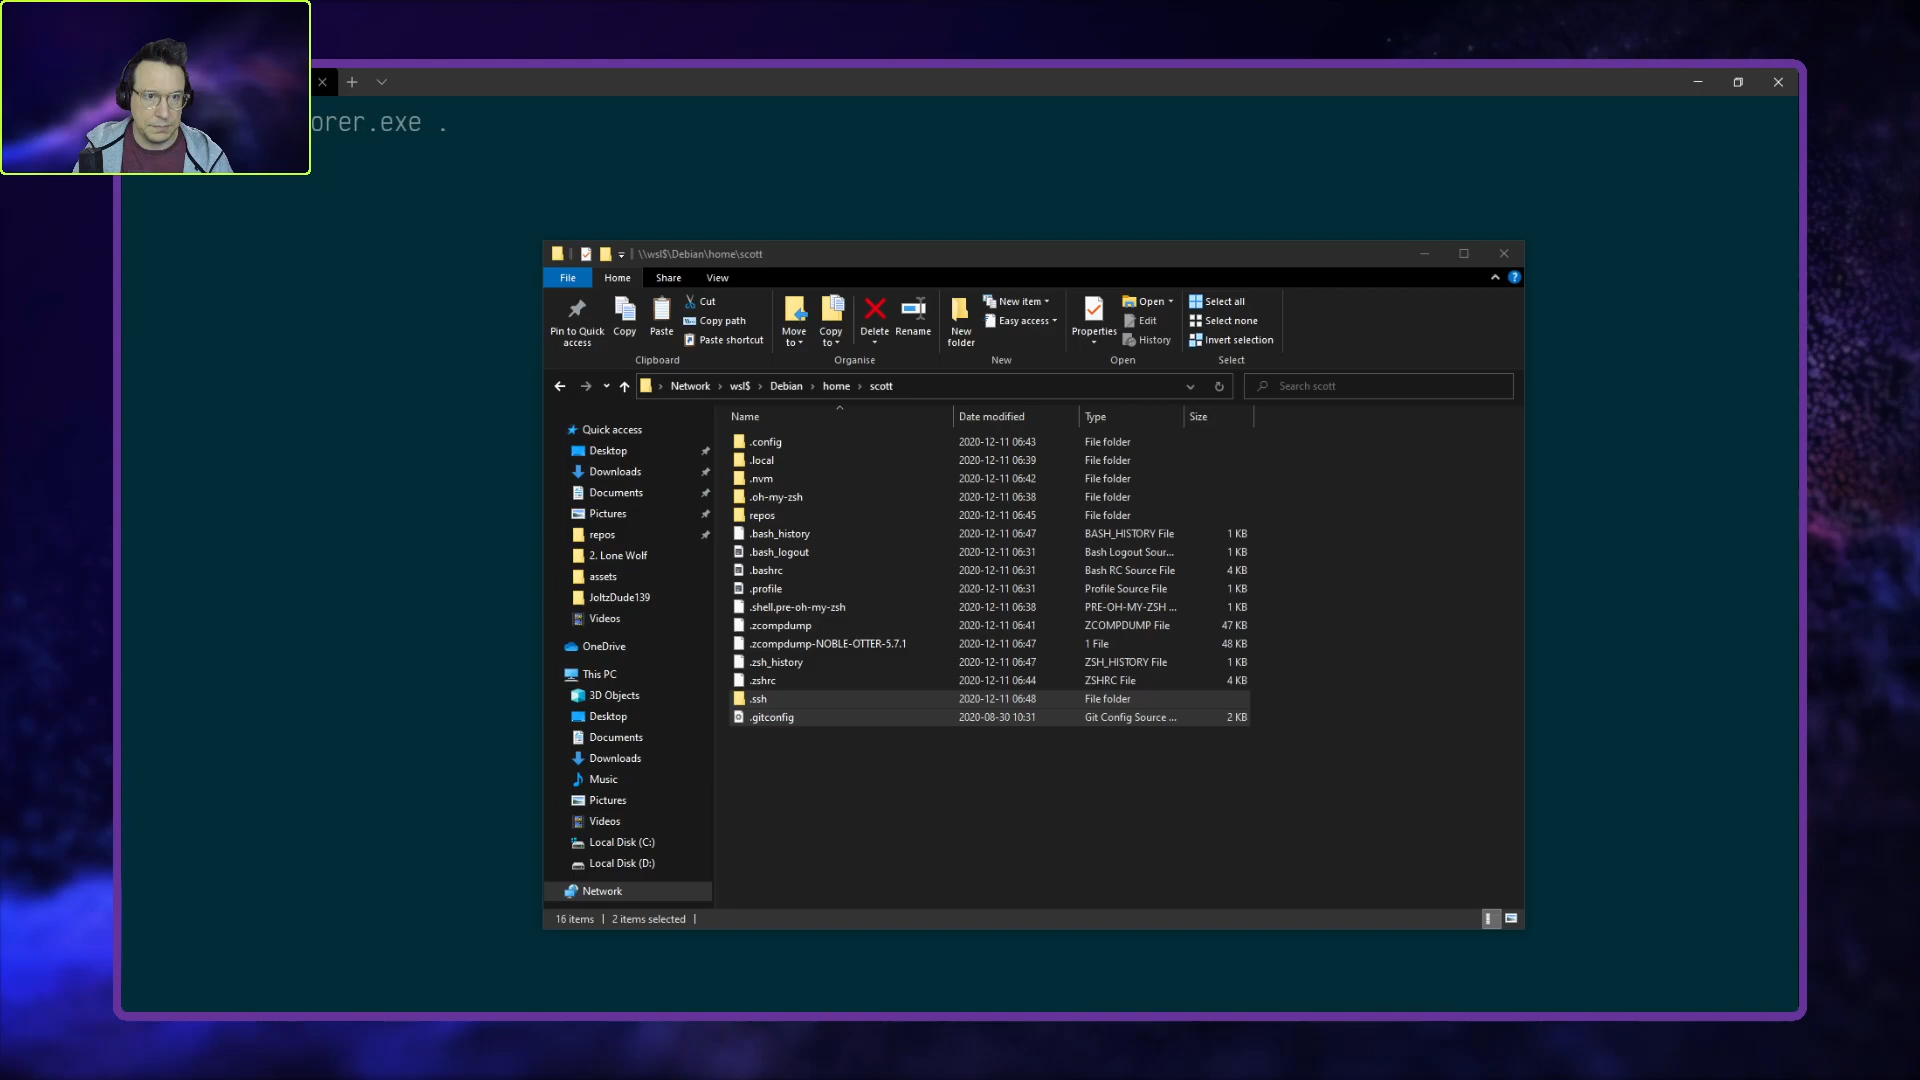 orer.exe .
\\wsl$\Debian\home\scott
File Home Share View
Pin to Quick access
Copy
Paste
Cut
Copy path
Paste shortcut
Clipboard
Move to
Copy to
Delete
Rename
Organise
New folder
New item
Easy access
New
Properties
Open
Edit
History
Open
Select all
Select none
Invert selection
Select
Network > wsl$ > Debian > home > scott
Search scott
Quick access
Desktop
Downloads
Documents
Pictures
repos
2. Lone Wolf
assets
JoltzDude139
Videos
OneDrive
This PC
3D Objects
Desktop
Documents
Downloads
Music
Pictures
Videos
Local Disk (C:)
Local Disk (D:)
Network
Name Date modified Type Size
.config 2020-12-11 06:43 File folder
.local 2020-12-11 06:39 File folder
.nvm 2020-12-11 06:42 File folder
.oh-my-zsh 2020-12-11 06:38 File folder
repos 2020-12-11 06:45 File folder
.bash_history 2020-12-11 06:47 BASH_HISTORY File 1 KB
.bash_logout 2020-12-11 06:31 Bash Logout Sour... 1 KB
.bashrc 2020-12-11 06:31 Bash RC Source File 4 KB
.profile 2020-12-11 06:31 Profile Source File 1 KB
.shell.pre-oh-my-zsh 2020-12-11 06:38 PRE-OH-MY-ZSH ... 1 KB
.zcompdump 2020-12-11 06:41 ZCOMPDUMP File 47 KB
.zcompdump-NOBLE-OTTER-5.7.1 2020-12-11 06:47 1 File 48 KB
.zsh_history 2020-12-11 06:47 ZSH_HISTORY File 1 KB
.zshrc 2020-12-11 06:44 ZSHRC File 4 KB
.ssh 2020-12-11 06:48 File folder
.gitconfig 2020-08-30 10:31 Git Config Source ... 2 KB
16 items 2 items selected